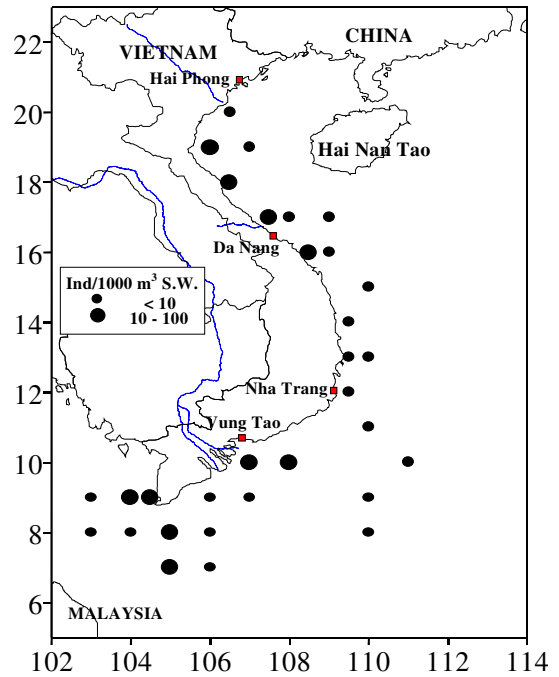 22
CHINA
VIETNAM
Hai Phong
20
Hai Nan Tao
18
Da Nang
16
Ind/1000 m³ S.W.
< 10
10 - 100
14
Nha Trang
12
Vung Tao
10
8
6
MALAYSIA
102 104 106 108 110 112 114